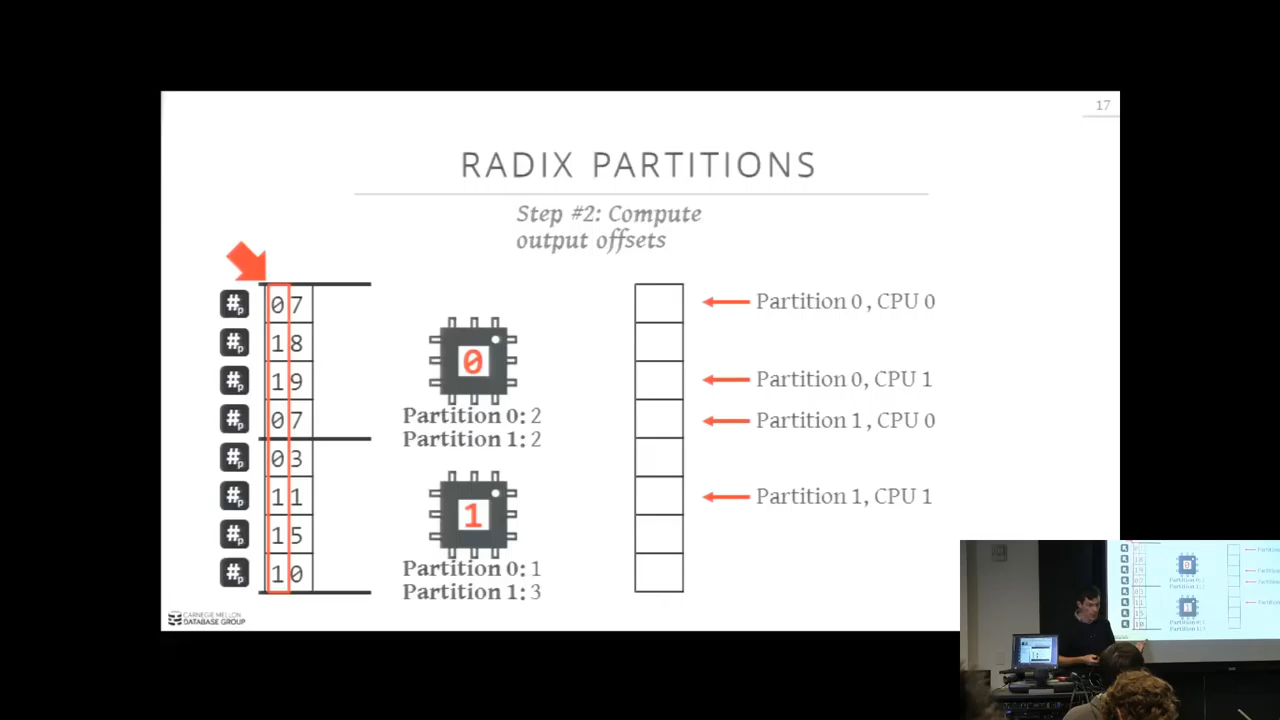 17
RADIX PARTITIONS
Step #2: Compute
output offsets
#p 07
#p 18
#p 19
#p 07
#p 03
#p 11
#p 15
#p 10
0
Partition 0: 2
Partition 1: 2
1
Partition 0: 1
Partition 1: 3
Partition 0 , CPU 0
Partition 0, CPU 1
Partition 1 , CPU 0
Partition 1, CPU 1
CARNEGIE MELLON
DATABASE GROUP